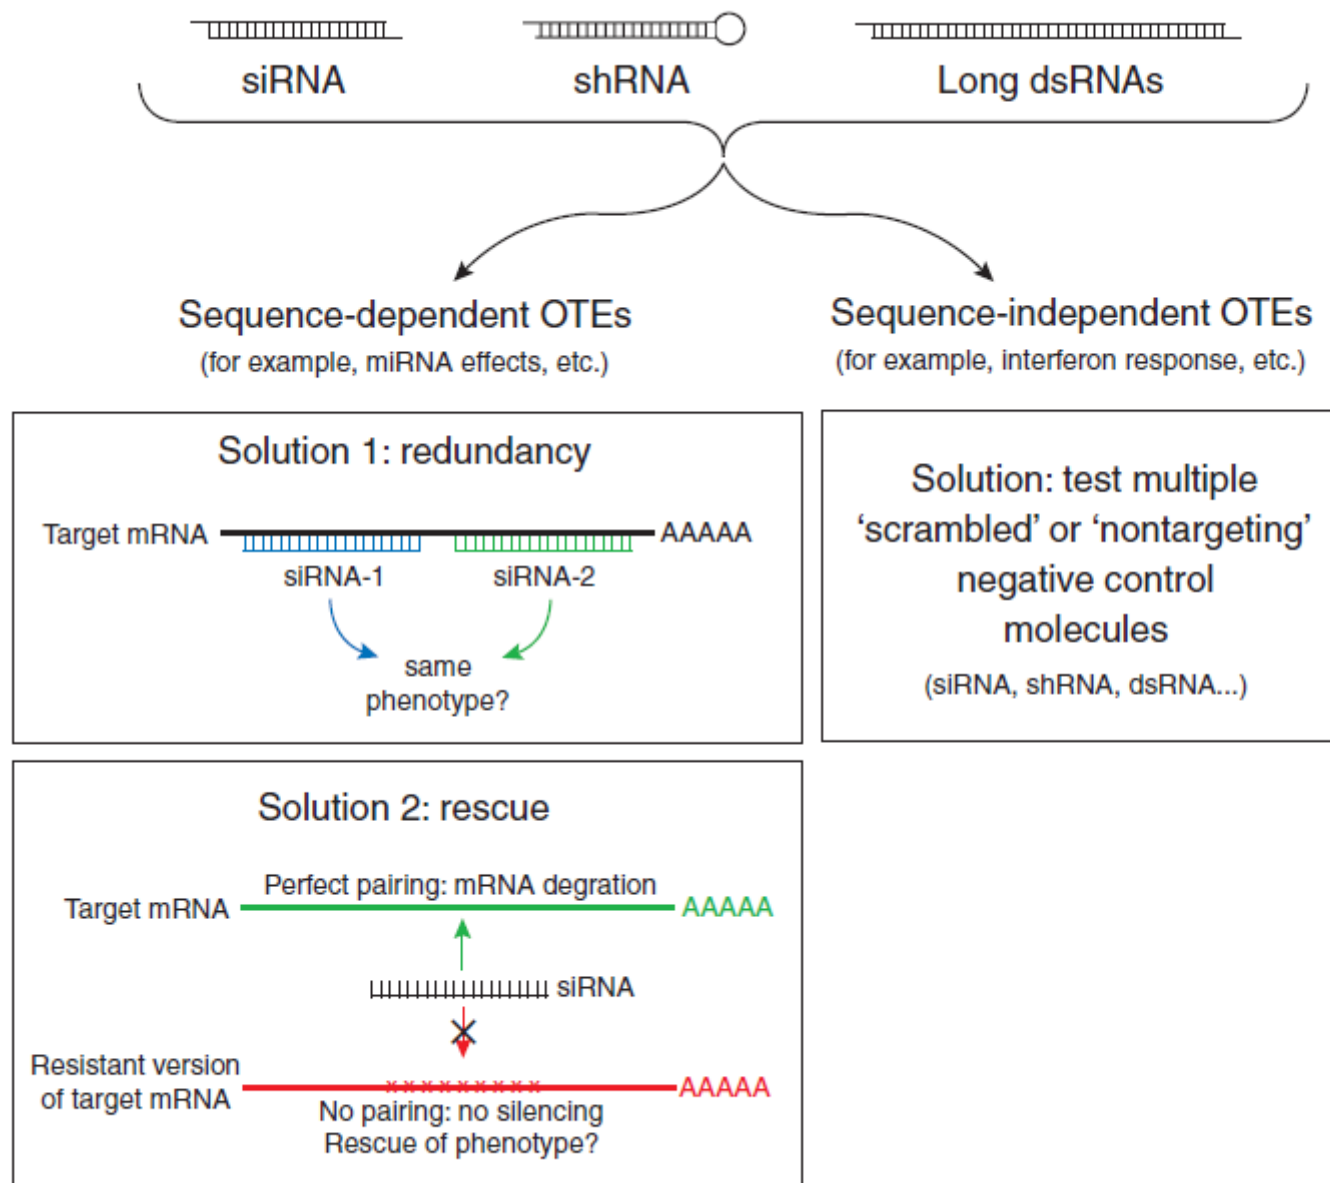 siRNA
shRNA
Long dsRNAs
Sequence-dependent OTEs
(for example, miRNA effects, etc.)
Sequence-independent OTEs
(for example, interferon response, etc.)
Solution 1: redundancy
Target mRNA
AAAAA
siRNA-1
siRNA-2
same
phenotype?
Solution: test multiple
‘scrambled’ or ‘nontargeting’
negative control
molecules
(siRNA, shRNA, dsRNA...)
Solution 2: rescue
Perfect pairing: mRNA degration
Target mRNA
AAAAA
siRNA
Resistant version
of target mRNA
AAAAA
No pairing: no silencing
Rescue of phenotype?